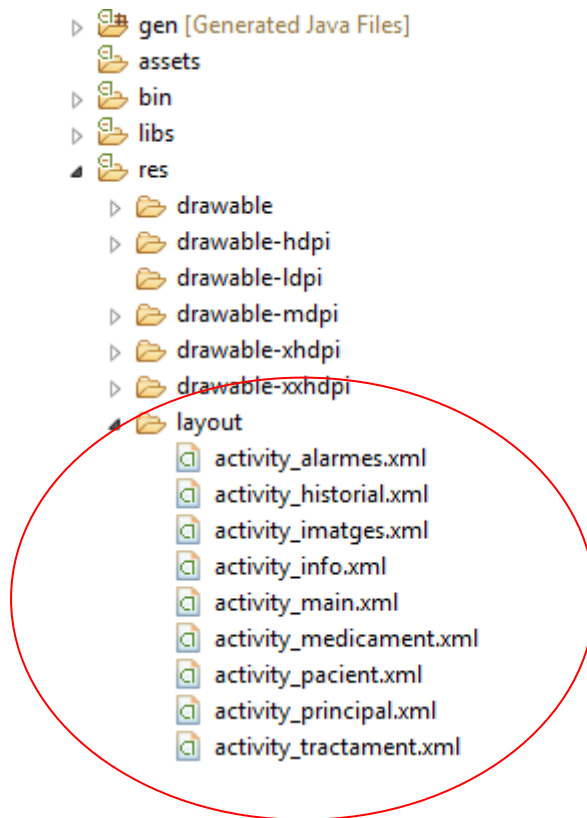 gen [Generated Java Files]
assets
bin
libs
res
drawable
drawable-hdpi
drawable-ldpi
drawable-mdpi
drawable-xhdpi
drawable-xxhdpi
layout
activity_alarmes.xml
activity_historial.xml
activity_imatges.xml
activity_info.xml
activity_main.xml
activity_medicament.xml
activity_pacient.xml
activity_principal.xml
activity_tractament.xml